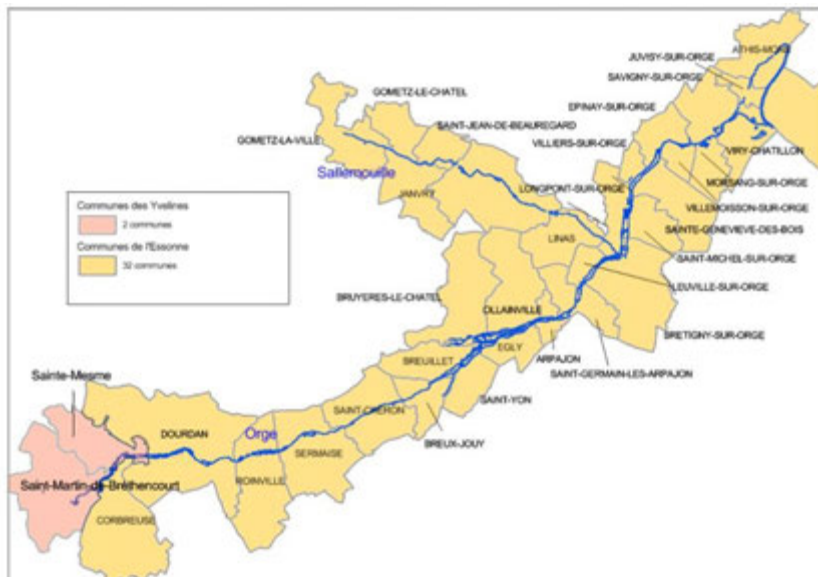 ATHIS-MONS
JUVISY-SUR-ORGE
SAVIGNY-SUR-ORGE
GOMETZ-LE-CHATEL
EPINAY-SUR-ORGE
SAINT-JEAN-DE-BEAUREGARD
GOMETZ-LA-VILLE
VILLIERS-SUR-ORGE
VIRY-CHATILLON
Sallemouille
LONGPONT-SUR-ORGE
MORSANG-SUR-ORGE
JANVRY
VILLEMOISSON-SUR-ORGE
Communes des Yvelines
2 communes
Communes de l'Essonne
32 communes
SAINTE-GENEVIEVE-DES-BOIS
LINAS
SAINT-MICHEL-SUR-ORGE
LEUVILLE-SUR-ORGE
BRUYERES-LE-CHATEL
OLLAINVILLE
BRETIGNY-SUR-ORGE
EGLY
ARPAJON
BREUILLET
SAINT-GERMAIN-LES-ARPAJON
Sainte-Mesme
SAINT-YON
SAINT-CHERON
DOURDAN
Orge
BREUX-JOUY
SERMAISE
ROINVILLE
Saint-Martin-de-Bréthencourt
CORBREUSE